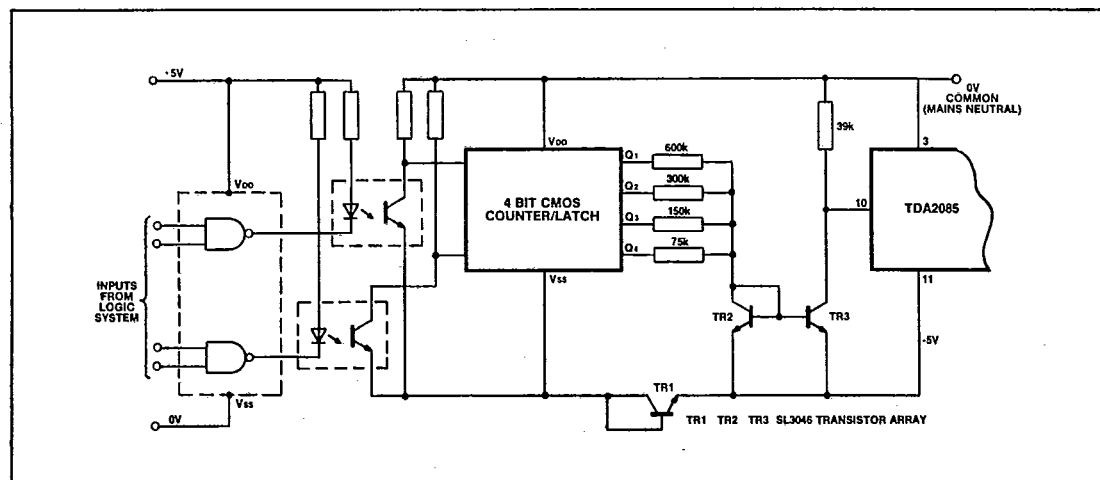 +5V
0V
COMMON
(MAINS NEUTRAL)
39k
VDD
3
VDD
Q1
600k
Q2
300k
4 BIT CMOS
COUNTER/LATCH
Q3
150k
Q4
75k
10
TDA2085
INPUTS
FROM
LOGIC
SYSTEM
VSS
11
TR2
TR3
-5V
VSS
0V
TR1
TR1 TR2 TR3 SL3046 TRANSISTOR ARRAY